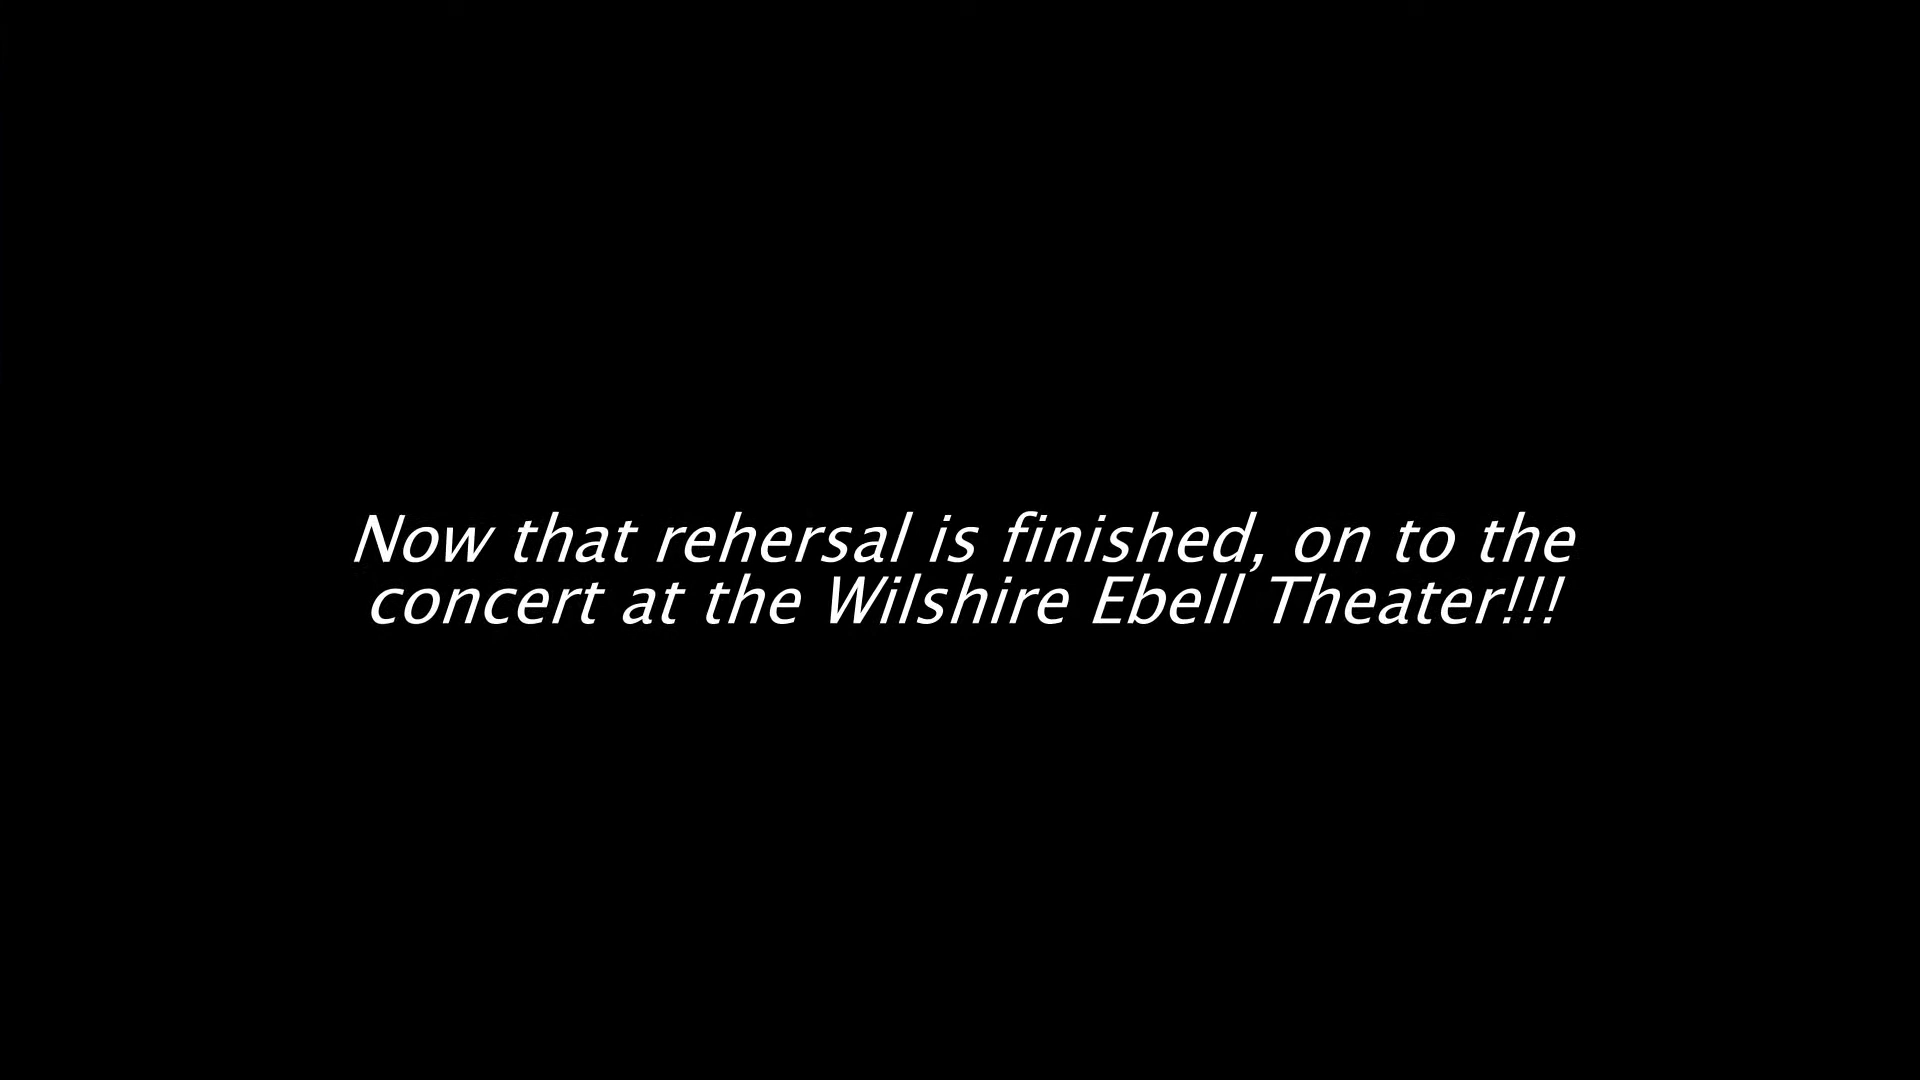 Now that rehersal is finished, on to the
concert at the Wilshire Ebell Theater!!!